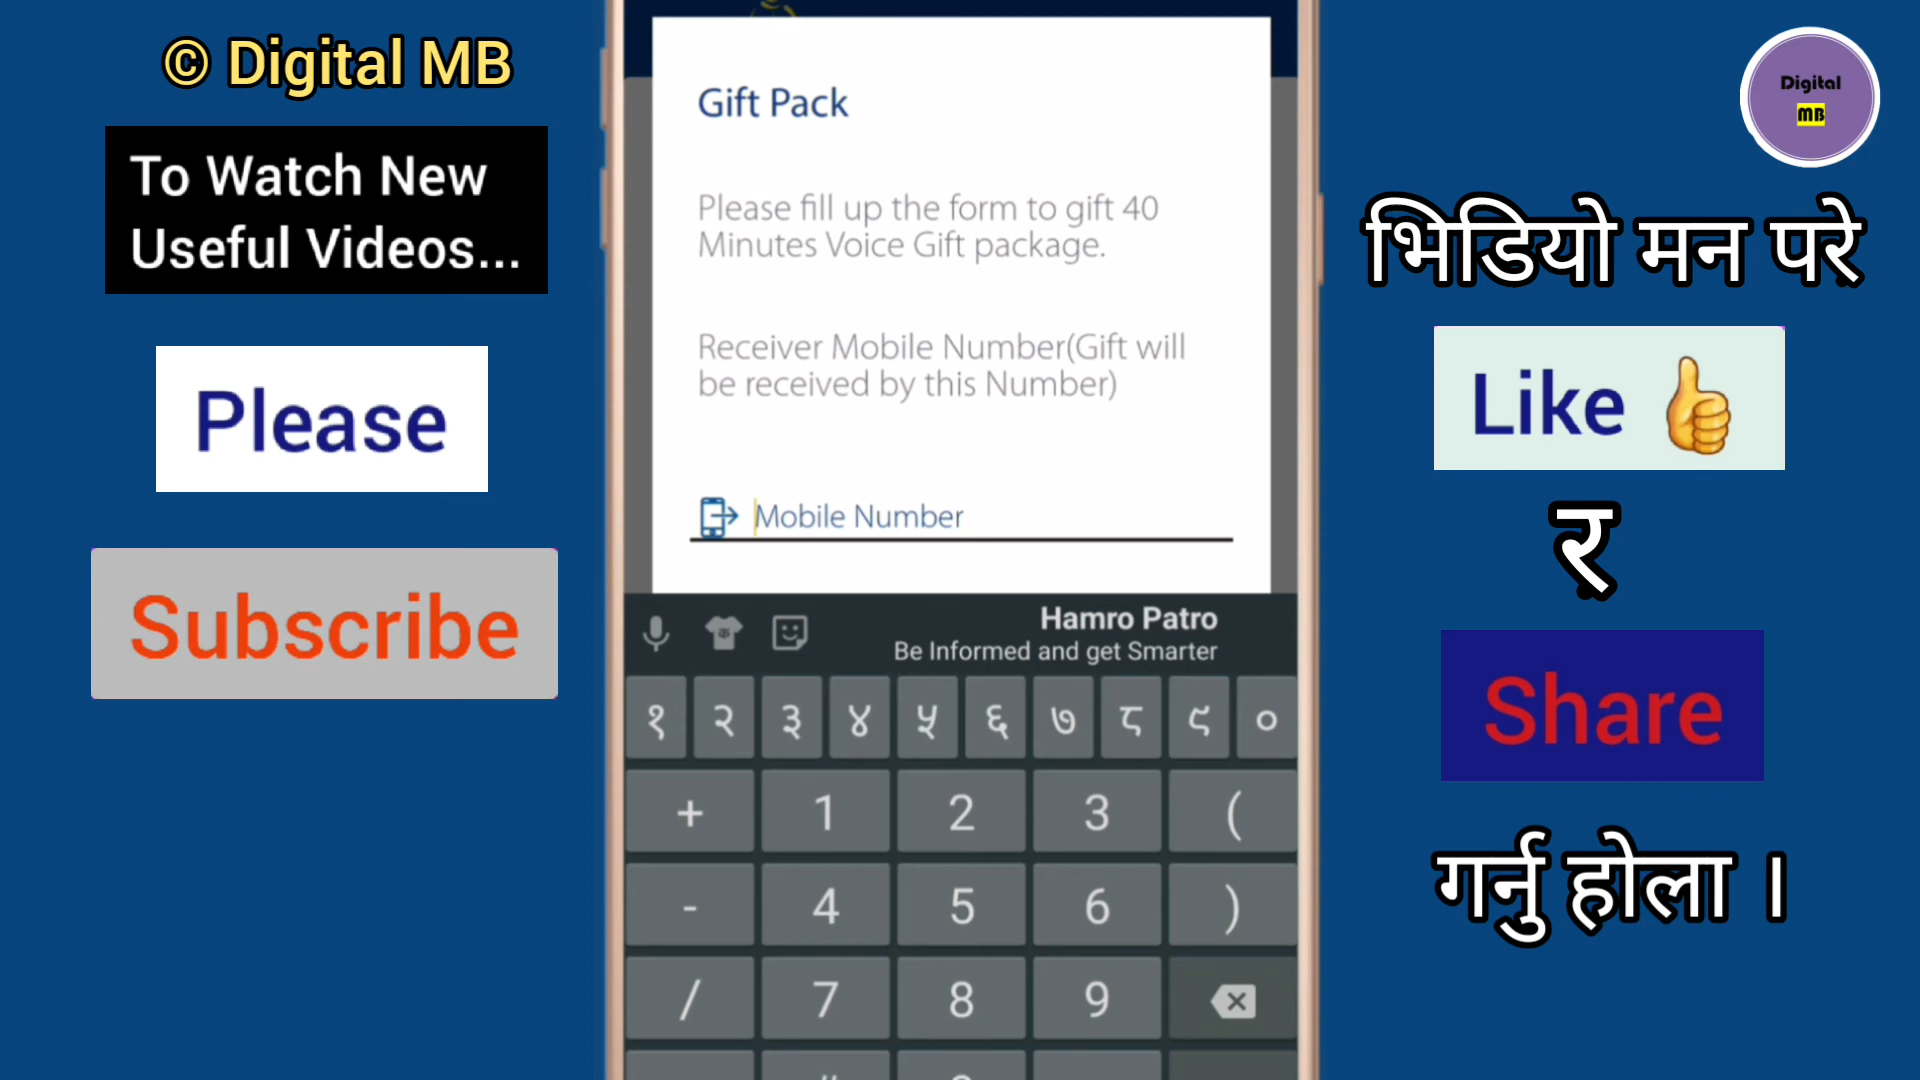 © Digital MB
To Watch New
Useful Videos...
Please
Subscribe
Gift Pack
Please fill up the form to gift 40
Minutes Voice Gift package.
Receiver Mobile Number(Gift will
be received by this Number)
Mobile Number
Hamro Patro
Be Informed and get Smarter
१ २ ३ ४ ५ ६ ७ ८ ९ ०
+ 1 2 3 (
- 4 5 6 )
/ 7 8 9
Digital
MB
भिडियो मन परे
Like
र
Share
गर्नु होला ।